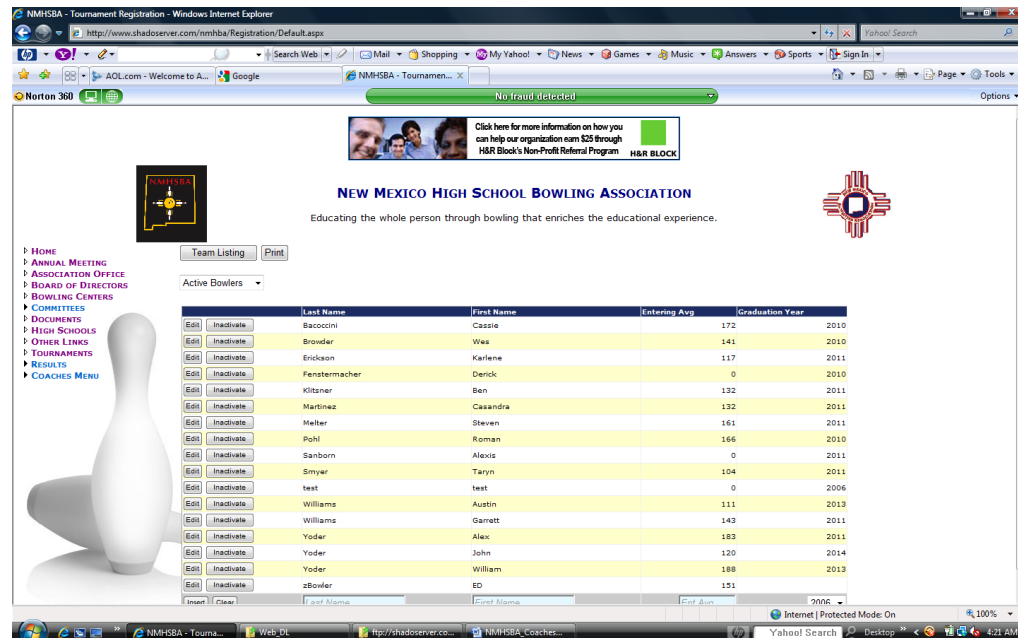 NMHSBA - Tournament Registration - Windows Internet Explorer
http://www.shadoserver.com/nmhba/Registration/Default.aspx
Yahoo! Search
Search Web Mail Shopping My Yahoo! News Games Music Answers Sports Sign In
AOL.com - Welcome to A... Google NMHSBA - Tournamen... Page Tools
Norton 360 No fraud detected Options
Click here for more information on how you
can help our organization earn $25 through
H&R Block's Non-Profit Referral Program H&R BLOCK
NMHSBA
NEW MEXICO HIGH SCHOOL BOWLING ASSOCIATION
Educating the whole person through bowling that enriches the educational experience.
HOME
ANNUAL MEETING
ASSOCIATION OFFICE
BOARD OF DIRECTORS
BOWLING CENTERS
COMMITTEES
DOCUMENTS
HIGH SCHOOLS
OTHER LINKS
TOURNAMENTS
RESULTS
COACHES MENU
Team Listing Print
Active Bowlers
Last Name First Name Entering Avg Graduation Year
Edit Inactivate Bacoccini Cassie 172 2010
Edit Inactivate Browder Wes 141 2010
Edit Inactivate Erickson Karlene 117 2011
Edit Inactivate Fenstermacher Derick 0 2010
Edit Inactivate Klitsner Ben 132 2011
Edit Inactivate Martinez Casandra 132 2011
Edit Inactivate Melter Steven 161 2011
Edit Inactivate Pohl Roman 166 2010
Edit Inactivate Sanborn Alexis 0 2011
Edit Inactivate Smyer Taryn 104 2011
Edit Inactivate test test 0 2006
Edit Inactivate Williams Austin 111 2013
Edit Inactivate Williams Garrett 143 2011
Edit Inactivate Yoder Alex 183 2011
Edit Inactivate Yoder John 120 2014
Edit Inactivate Yoder William 188 2013
Edit Inactivate zBowler ED 151
Insert Clear Last Name First Name Ent Avg 2006
Internet | Protected Mode: On 100%
NMHSBA - Tourna... Web_DL ftp://shadoserver.co... NMHSBA_Coaches... Yahoo! Search Desktop 4:21 AM